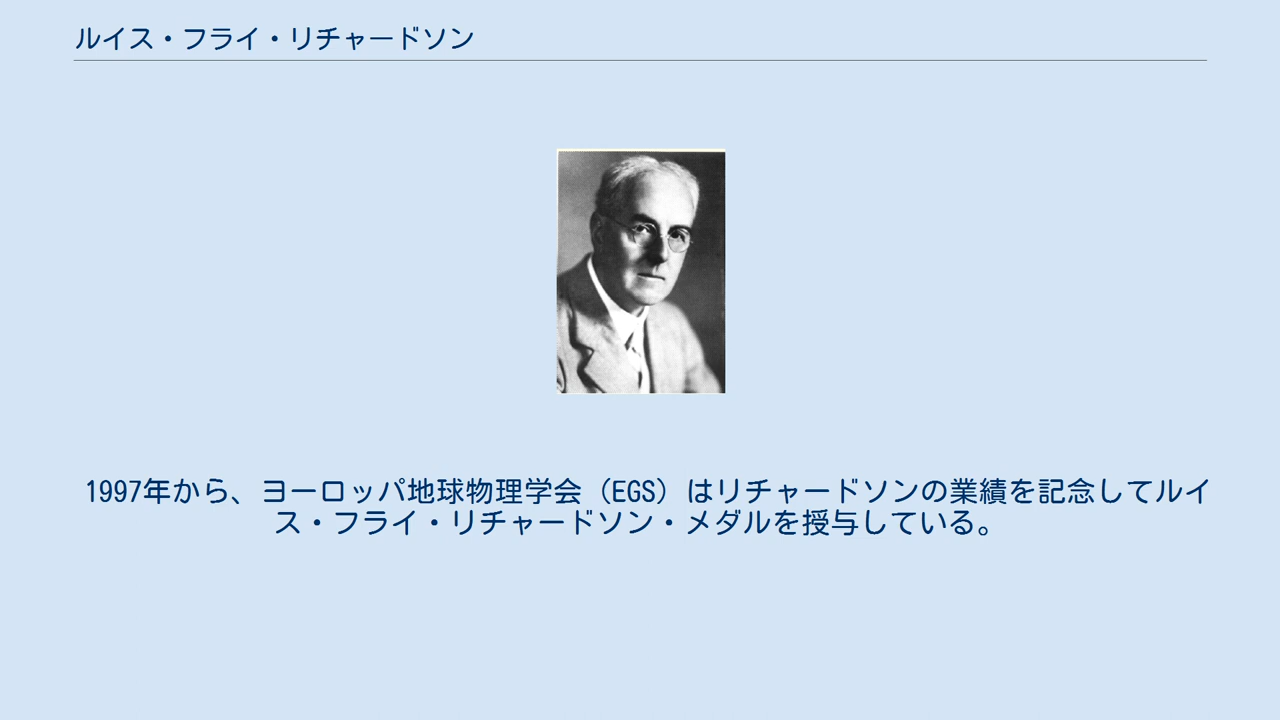 ルイス・フライ・リチャードソン
1997年から、ヨーロッパ地球物理学会（EGS）はリチャードソンの業績を記念してルイ
ス・フライ・リチャードソン・メダルを授与している。